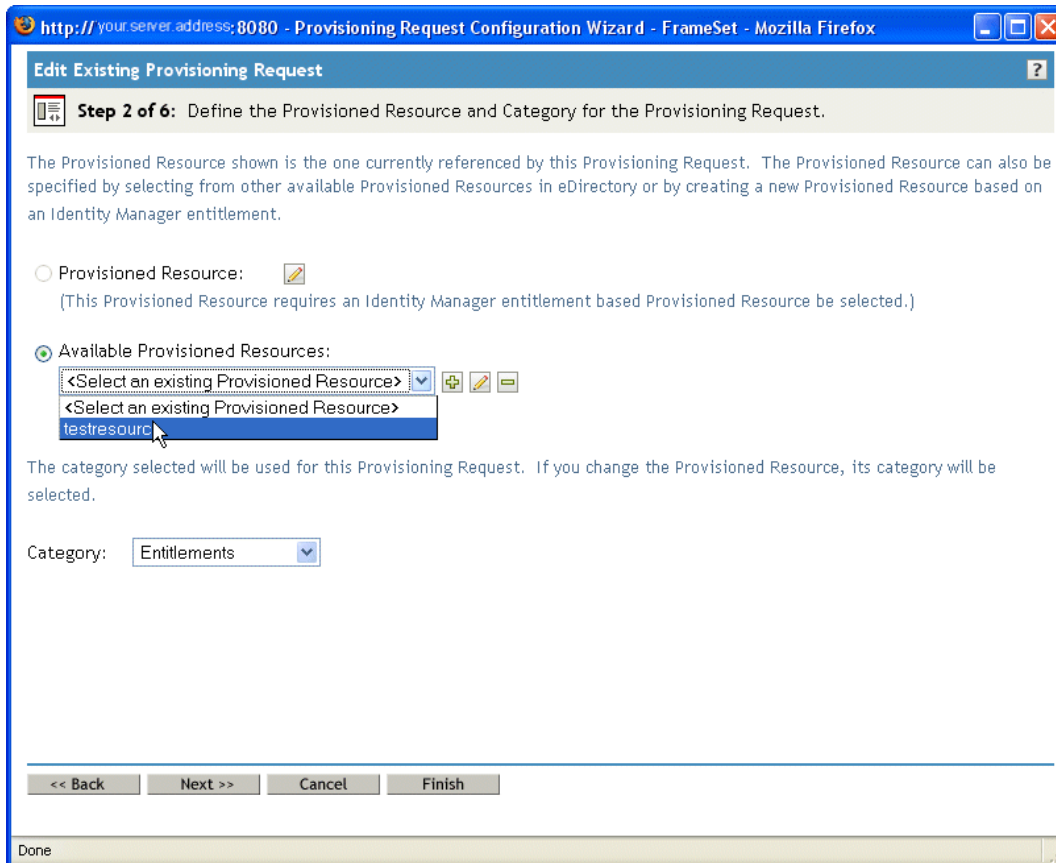 http://your.server.address:8080 - Provisioning Request Configuration Wizard - FrameSet - Mozilla Firefox
Edit Existing Provisioning Request
?
Step 2 of 6: Define the Provisioned Resource and Category for the Provisioning Request.
The Provisioned Resource shown is the one currently referenced by this Provisioning Request. The Provisioned Resource can also be
specified by selecting from other available Provisioned Resources in eDirectory or by creating a new Provisioned Resource based on
an Identity Manager entitlement.
Provisioned Resource:
(This Provisioned Resource requires an Identity Manager entitlement based Provisioned Resource be selected.)
Available Provisioned Resources:
<Select an existing Provisioned Resource>
<Select an existing Provisioned Resource>
testresourc
The category selected will be used for this Provisioning Request. If you change the Provisioned Resource, its category will be
selected.
Category: Entitlements
<< Back Next >> Cancel Finish
Done